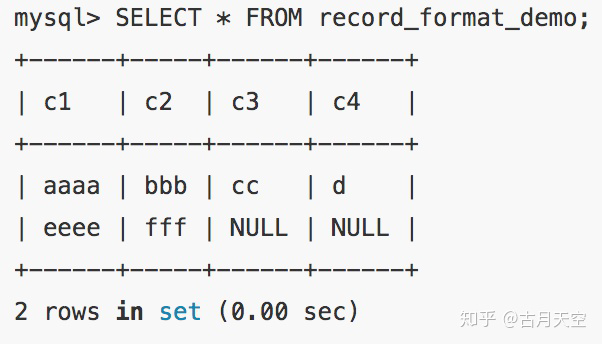 mysql> SELECT * FROM record_format_demo;
+------+-----+------+------+
| c1   | c2  | c3   | c4   |
+------+-----+------+------+
| aaaa | bbb | cc   | d    |
| eeee | fff | NULL | NULL |
+------+-----+------+------+
2 rows in set (0.00 sec)
知乎 @古月天空